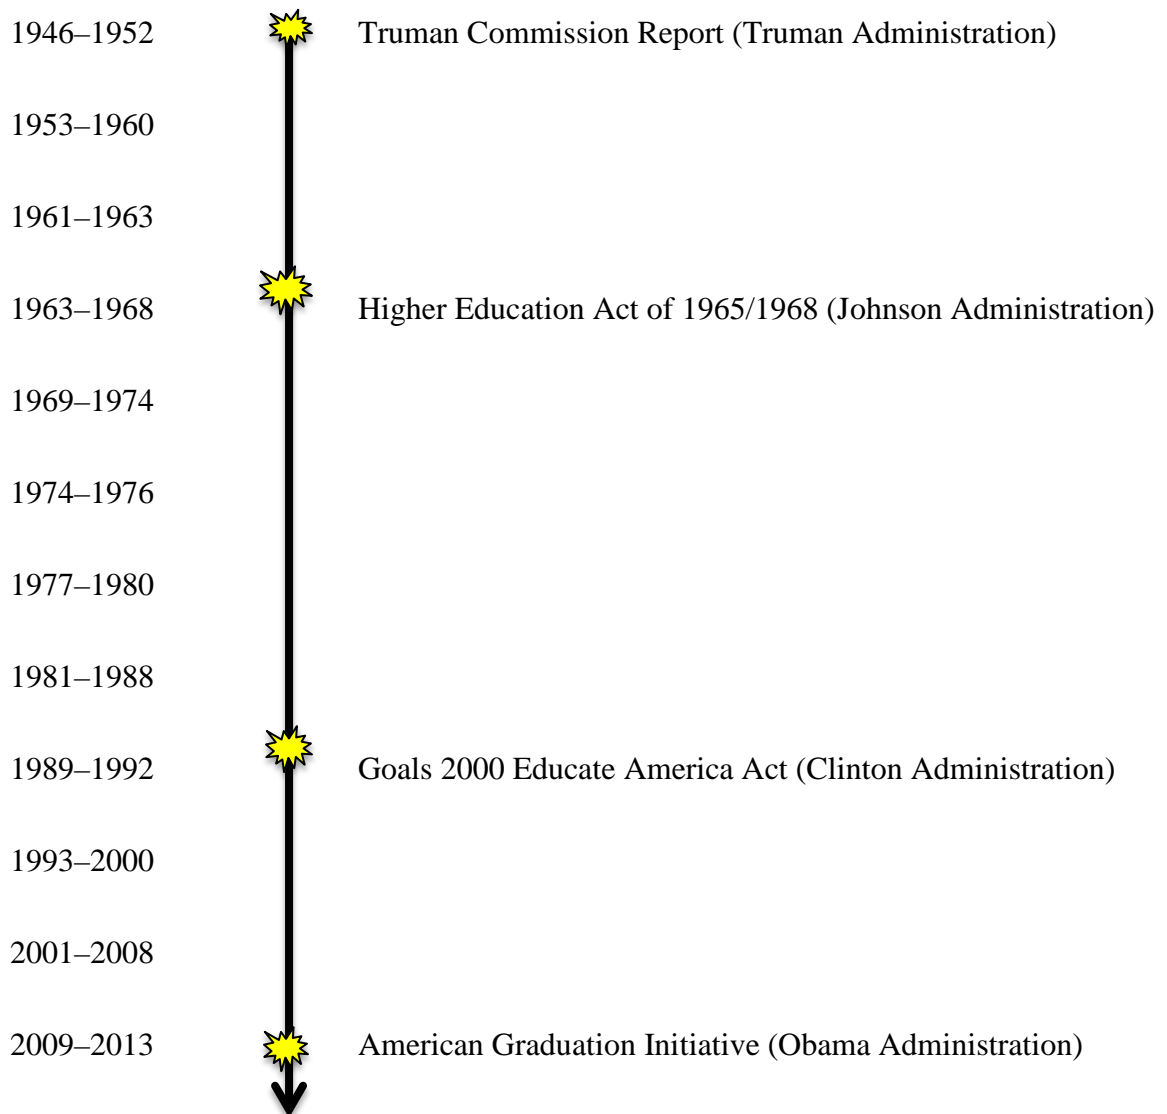 1946–1952 Truman Commission Report (Truman Administration)
1953–1960
1961–1963
1963–1968 Higher Education Act of 1965/1968 (Johnson Administration)
1969–1974
1974–1976
1977–1980
1981–1988
1989–1992 Goals 2000 Educate America Act (Clinton Administration)
1993–2000
2001–2008
2009–2013 American Graduation Initiative (Obama Administration)